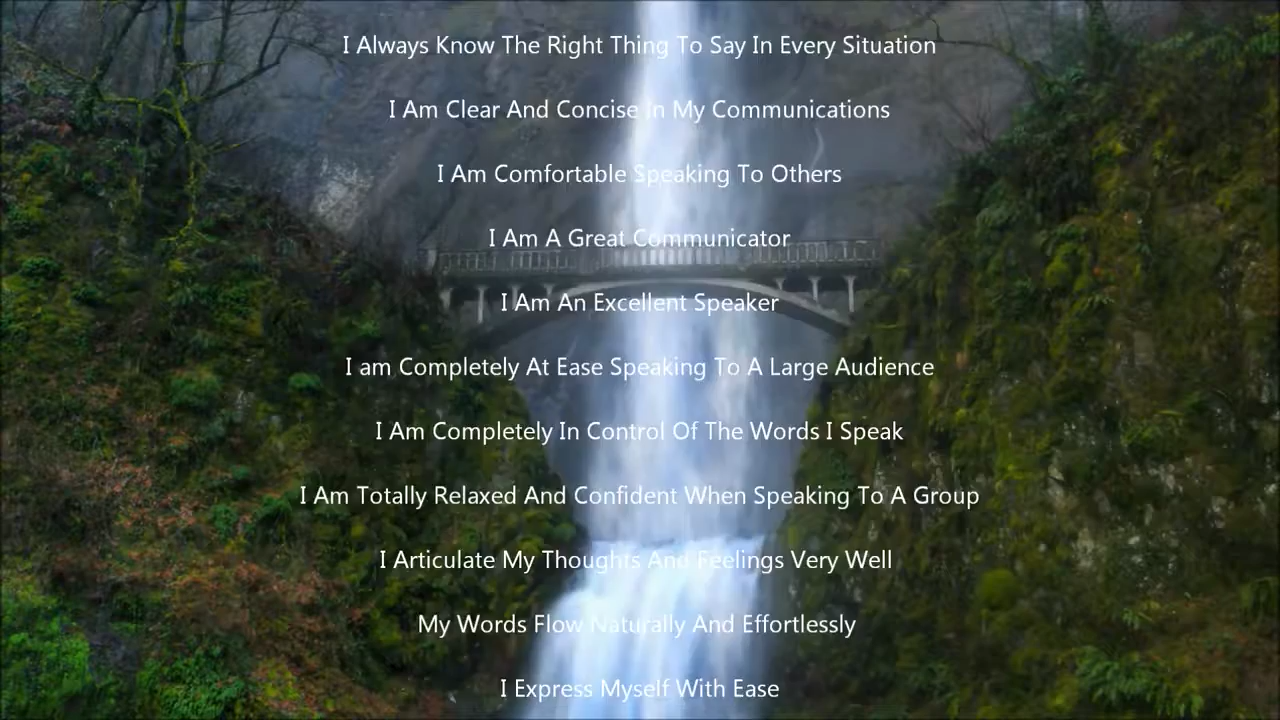 I Always Know The Right Thing To Say In Every Situation
I Am Clear And Concise In My Communications
I Am Comfortable Speaking To Others
I Am A Great Communicator
I Am An Excellent Speaker
I am Completely At Ease Speaking To A Large Audience
I Am Completely In Control Of The Words I Speak
I Am Totally Relaxed And Confident When Speaking To A Group
I Articulate My Thoughts And Feelings Very Well
My Words Flow Naturally And Effortlessly
I Express Myself With Ease